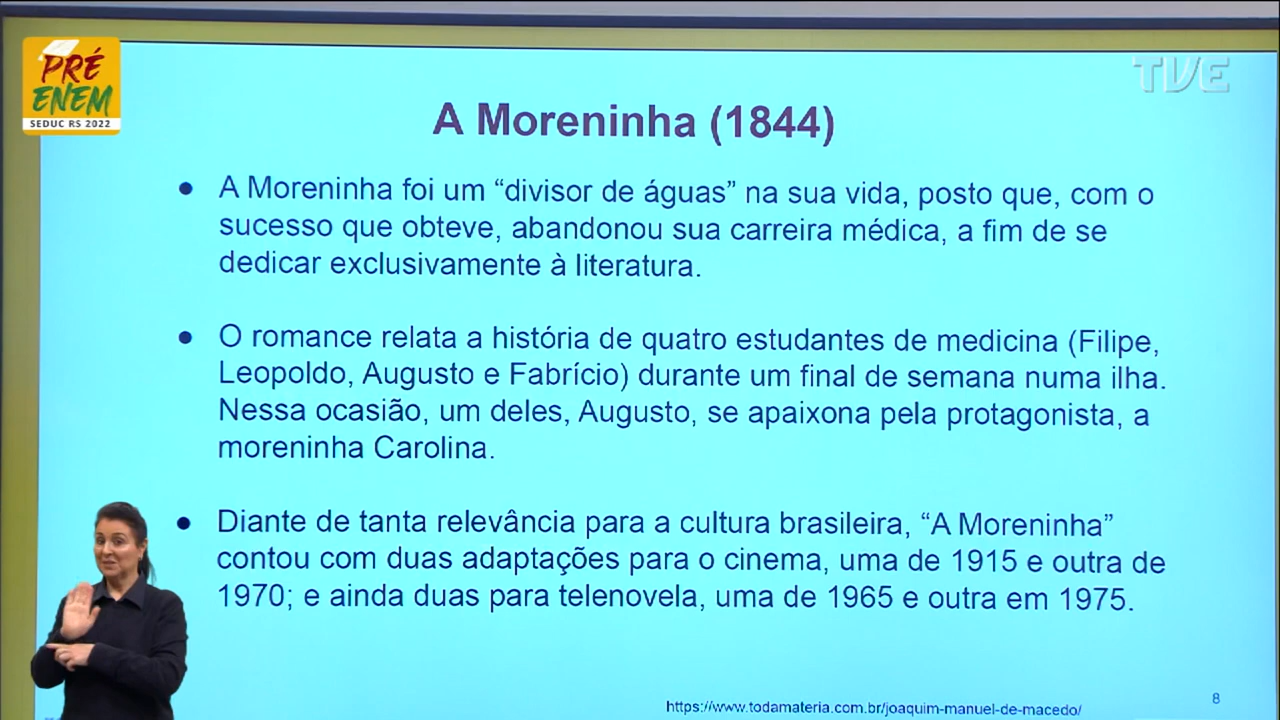 PRÉ
ENEM
SEDUC RS 2022
TVE
A Moreninha (1844)
● A Moreninha foi um “divisor de águas” na sua vida, posto que, com o
sucesso que obteve, abandonou sua carreira médica, a fim de se
dedicar exclusivamente à literatura.
● O romance relata a história de quatro estudantes de medicina (Filipe,
Leopoldo, Augusto e Fabrício) durante um final de semana numa ilha.
Nessa ocasião, um deles, Augusto, se apaixona pela protagonista, a
moreninha Carolina.
● Diante de tanta relevância para a cultura brasileira, “A Moreninha”
contou com duas adaptações para o cinema, uma de 1915 e outra de
1970; e ainda duas para telenovela, uma de 1965 e outra em 1975.
https://www.todamateria.com.br/joaquim-manuel-de-macedo/
8